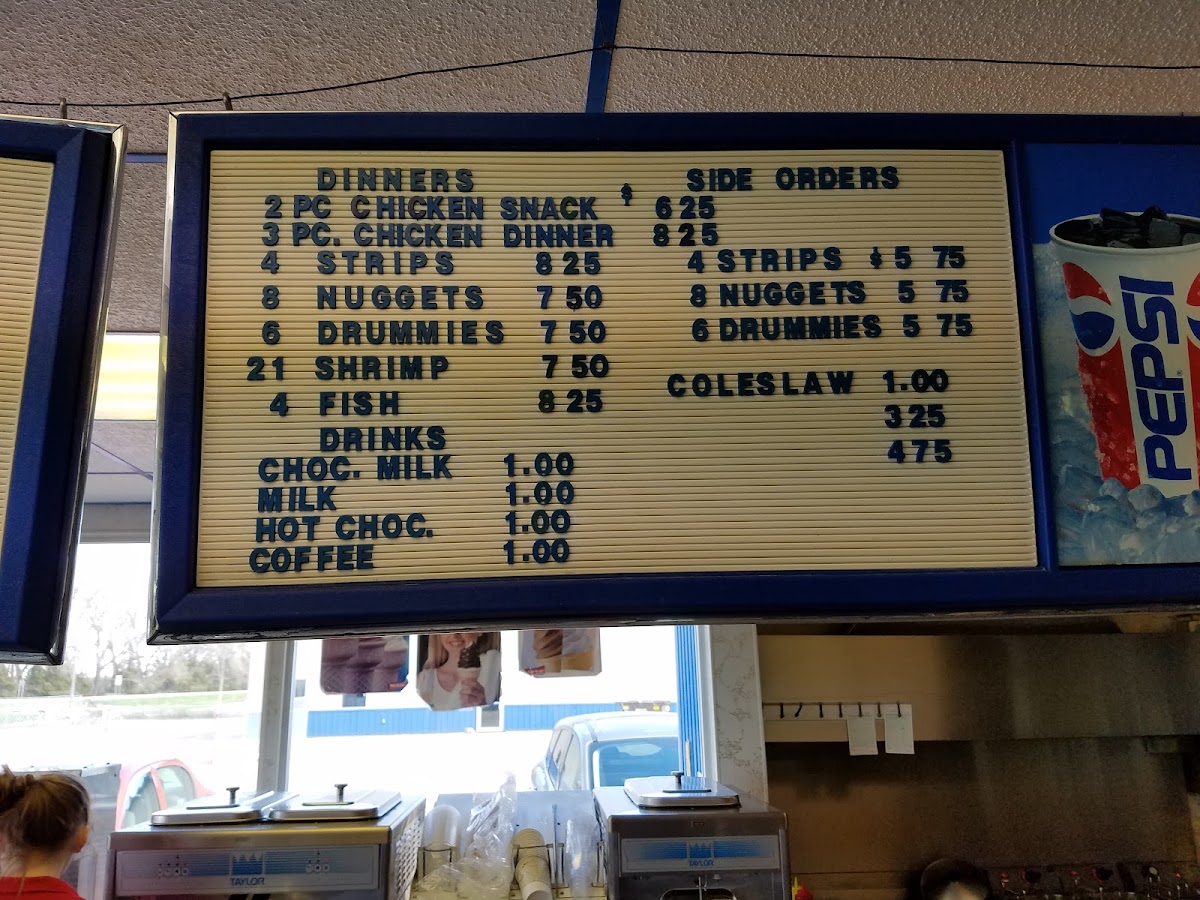 DINNERS
2 PC CHICKEN SNACK $ 6 25
3 PC. CHICKEN DINNER 8 25
4 STRIPS 8 25
8 NUGGETS 7 50
6 DRUMMIES 7 50
21 SHRIMP 7 50
4 FISH 8 25
DRINKS
CHOC. MILK 1.00
MILK 1.00
HOT CHOC. 1.00
COFFEE 1.00
SIDE ORDERS
4 STRIPS $ 5 75
8 NUGGETS 5 75
6 DRUMMIES 5 75
COLESLAW 1.00
3 25
4 75
PEPSI
TAYLOR
TAYLOR